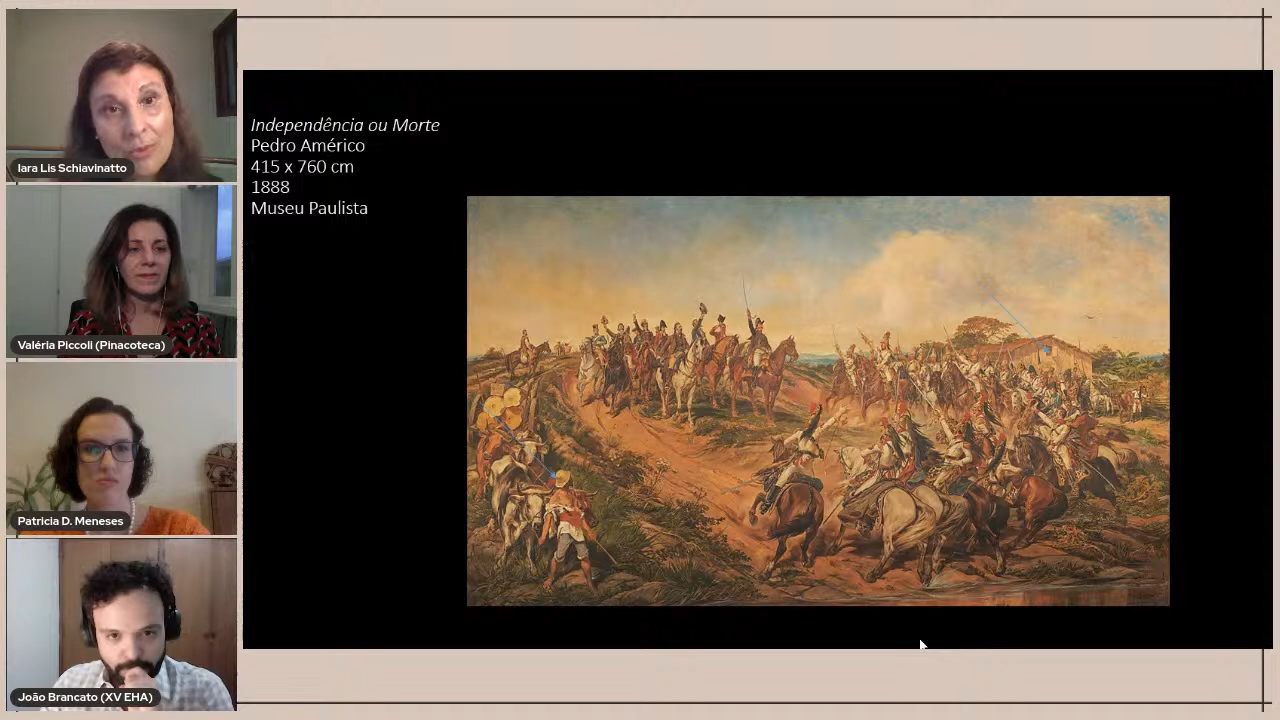 Iara Lis Schiavinatto
Valéria Piccoli (Pinacoteca)
Patricia D. Meneses
João Brancato (XV EHA)
Independência ou Morte
Pedro Américo
415 x 760 cm
1888
Museu Paulista